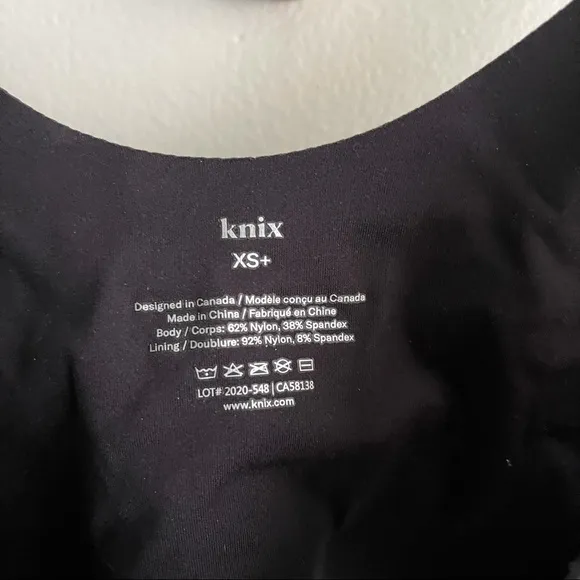 knix
XS+
Designed in Canada / Modèle conçu au Canada
Made in China / Fabriqué en Chine
Body / Corps: 62% Nylon, 38% Spandex
Lining / Doublure: 92% Nylon, 8% Spandex
LOT# 2020-548 | CA58138
www.knix.com